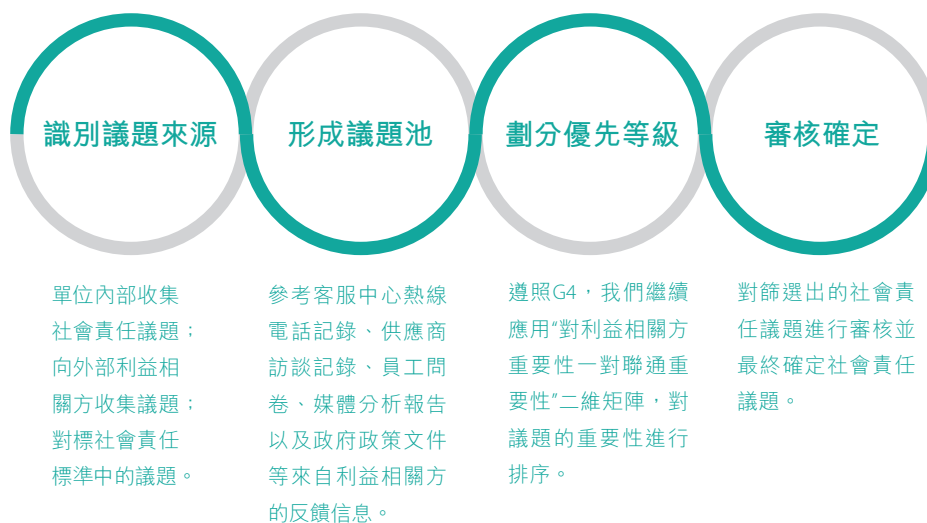 識別議題來源
形成議題池
劃分優先等級
審核確定
單位內部收集
社會責任議題；
向外部利益相
關方收集議題；
對標社會責任
標準中的議題。
參考客服中心熱線
電話記錄、供應商
訪談記錄、員工問
卷、媒體分析報告
以及政府政策文件
等來自利益相關方
的反饋信息。
遵照G4，我們繼續
應用“對利益相關方
重要性一對聯通重
要性”二維矩陣，對
議題的重要性進行
排序。
對篩選出的社會責
任議題進行審核並
最終確定社會責任
議題。